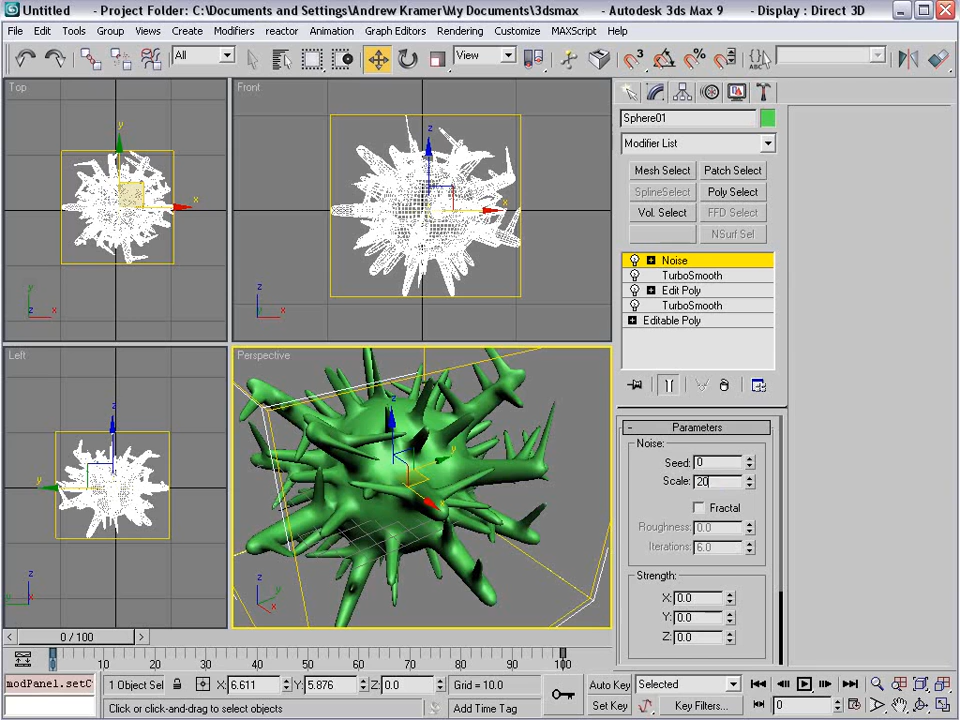 Untitled - Project Folder: C:\Documents and Settings\Andrew Kramer\My Documents\3dsmax - Autodesk 3ds Max 9 - Display : Direct 3D
File Edit Tools Group Views Create Modifiers reactor Animation Graph Editors Rendering Customize MAXScript Help
All View
Top
Front
Left
Perspective
Sphere01
Modifier List
Mesh Select Patch Select
SplineSelect Poly Select
Vol. Select FFD Select
NSurf Sel
Noise
TurboSmooth
Edit Poly
TurboSmooth
Editable Poly
Parameters
Noise:
Seed: 0
Scale: 20
Fractal
Roughness: 0.0
Iterations: 6.0
Strength:
X: 0.0
Y: 0.0
Z: 0.0
0 / 100
0 10 20 30 40 50 60 70 80 90 100
modPanel.setC
1 Object Sel X: 6.611 Y: 5.876 Z: 0.0 Grid = 10.0
Auto Key Selected
Click or click-and-drag to select objects Add Time Tag
Set Key Key Filters... 0